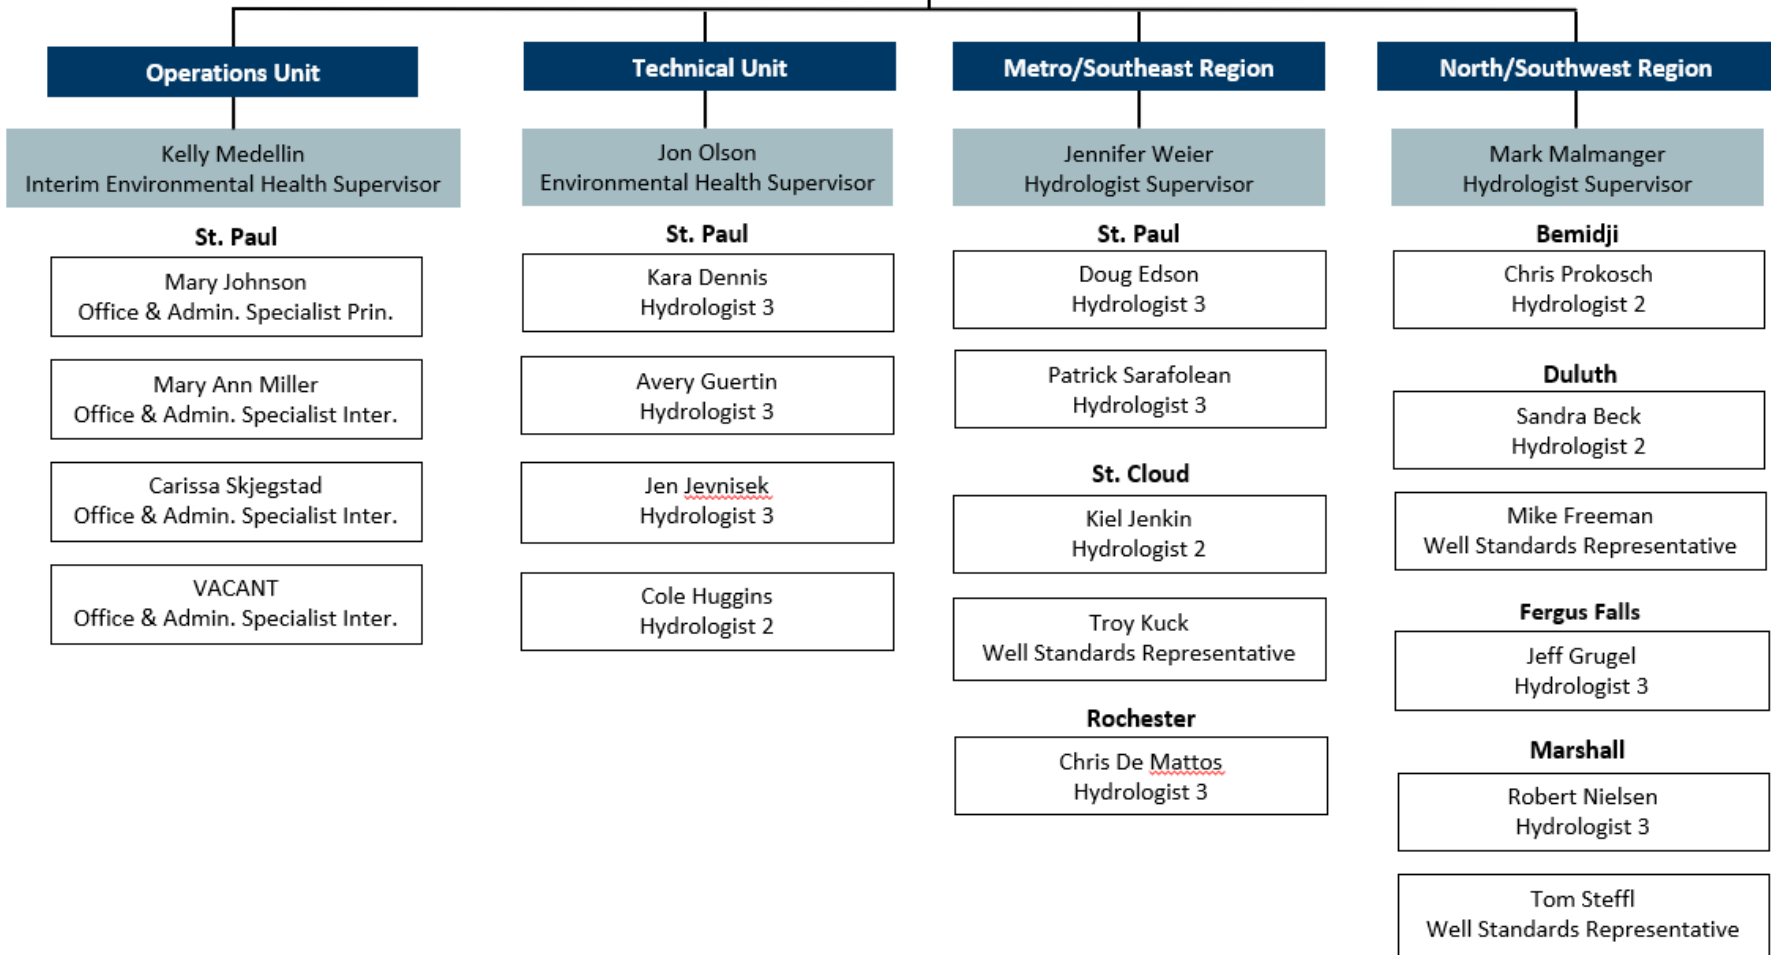 Operations Unit
Kelly Medellin
Interim Environmental Health Supervisor
St. Paul
Mary Johnson
Office & Admin. Specialist Prin.
Mary Ann Miller
Office & Admin. Specialist Inter.
Carissa Skjegstad
Office & Admin. Specialist Inter.
VACANT
Office & Admin. Specialist Inter.
Technical Unit
Jon Olson
Environmental Health Supervisor
St. Paul
Kara Dennis
Hydrologist 3
Avery Guertin
Hydrologist 3
Jen Jevnisek
Hydrologist 3
Cole Huggins
Hydrologist 2
Metro/Southeast Region
Jennifer Weier
Hydrologist Supervisor
St. Paul
Doug Edson
Hydrologist 3
Patrick Sarafolean
Hydrologist 3
St. Cloud
Kiel Jenkin
Hydrologist 2
Troy Kuck
Well Standards Representative
Rochester
Chris De Mattos
Hydrologist 3
North/Southwest Region
Mark Malmanger
Hydrologist Supervisor
Bemidji
Chris Prokosch
Hydrologist 2
Duluth
Sandra Beck
Hydrologist 2
Mike Freeman
Well Standards Representative
Fergus Falls
Jeff Grugel
Hydrologist 3
Marshall
Robert Nielsen
Hydrologist 3
Tom Steffl
Well Standards Representative